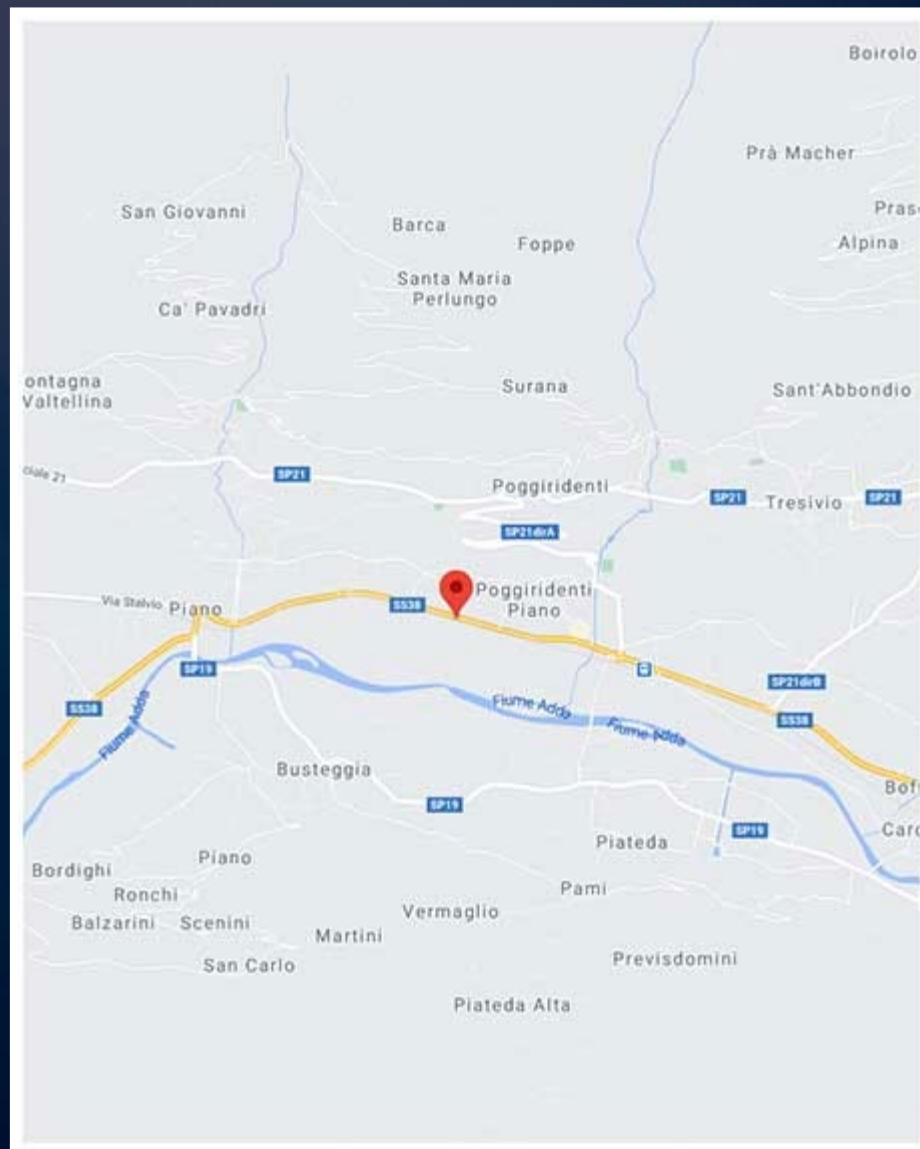 Boirolo
Prà Macher
San Giovanni
Barca
Foppe
Alpina
Santa Maria
Perlungo
Ca' Pavadri
ontagna
Valtellina
Surana
Sant'Abbondio
SP21
Poggiridenti
SP21
Tresivio
SP21
SP21dirA
Poggiridenti
Piano
Via Stelvio
Piano
SS38
SP19
SP21dirB
SS38
Fiume Adda
Fiume Adda
SS38
Fiume Adda
Busteggia
SP19
SP19
Piateda
Piano
Bordighi
Ronchi
Pami
Balzarini
Scenini
Vermaglio
Martini
San Carlo
Previsdomini
Piateda Alta